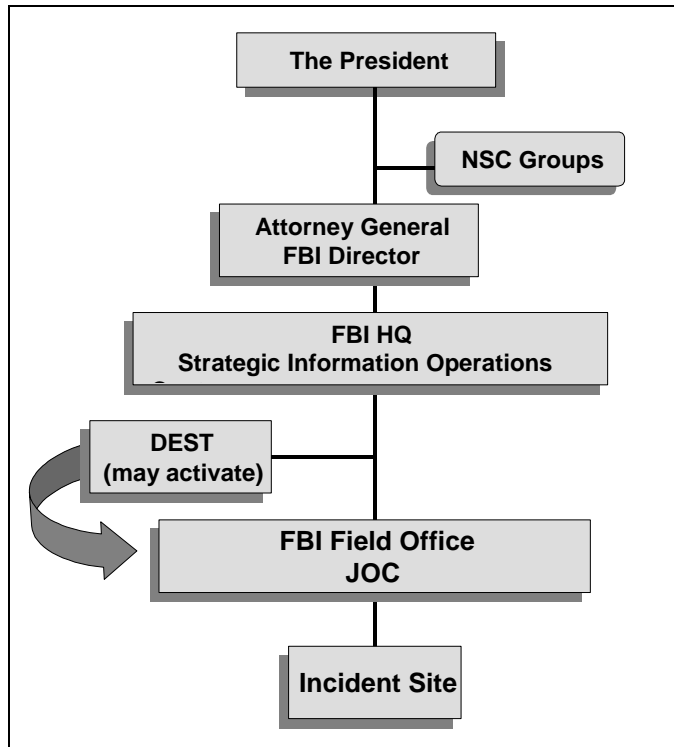 The President
NSC Groups
Attorney General
FBI Director
FBI HQ
Strategic Information Operations
DEST
(may activate)
FBI Field Office
JOC
Incident Site